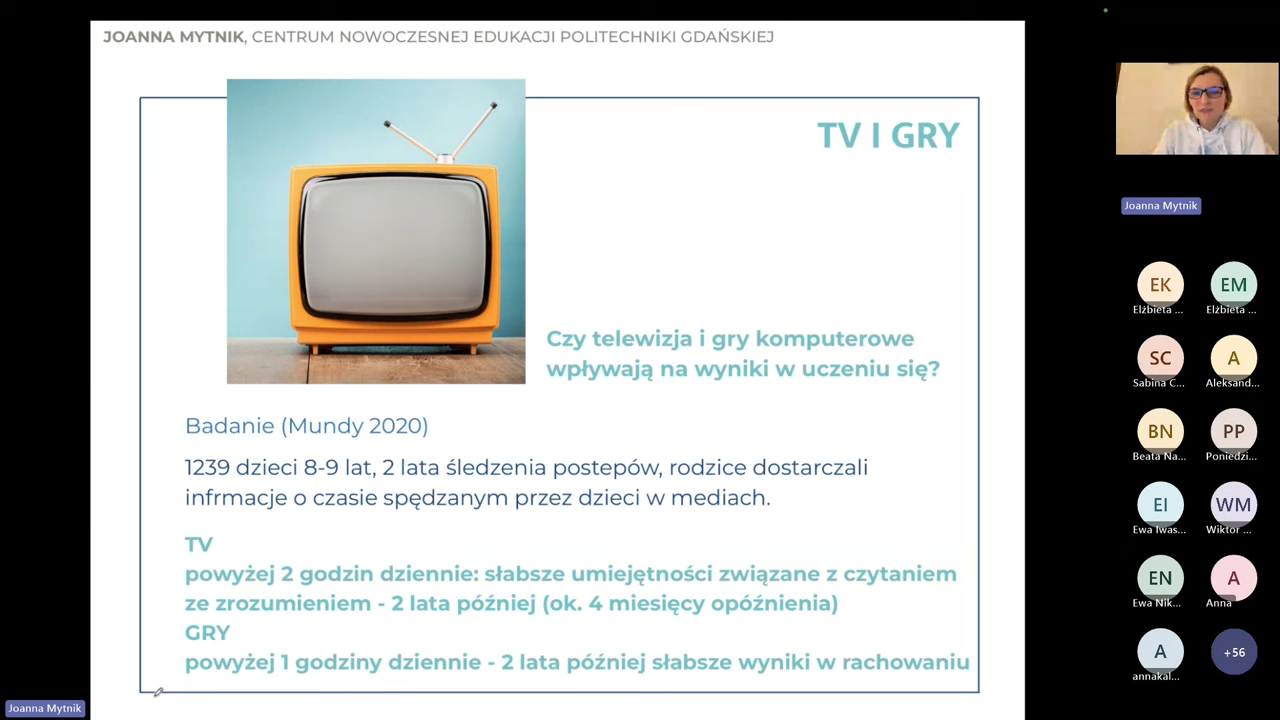 JOANNA MYTNIK, CENTRUM NOWOCZESNEJ EDUKACJI POLITECHNIKI GDAŃSKIEJ
TV I GRY
Czy telewizja i gry komputerowe
wpływają na wyniki w uczeniu się?
Badanie (Mundy 2020)
1239 dzieci 8-9 lat, 2 lata śledzenia postepów, rodzice dostarczali
infrmacje o czasie spędzanym przez dzieci w mediach.
TV
powyżej 2 godzin dziennie: słabsze umiejętności związane z czytaniem
ze zrozumieniem - 2 lata później (ok. 4 miesięcy opóźnienia)
GRY
powyżej 1 godziny dziennie - 2 lata później słabsze wyniki w rachowaniu
Joanna Mytnik
Joanna Mytnik
EK
EM
Elżbieta ...
Elżbieta ...
SC
A
Sabina C...
Aleksand...
BN
PP
Beata Na...
Poniedzi...
EI
WM
Ewa Iwas...
Wiktor ...
EN
A
Ewa Nik...
Anna
A
+56
annakal...